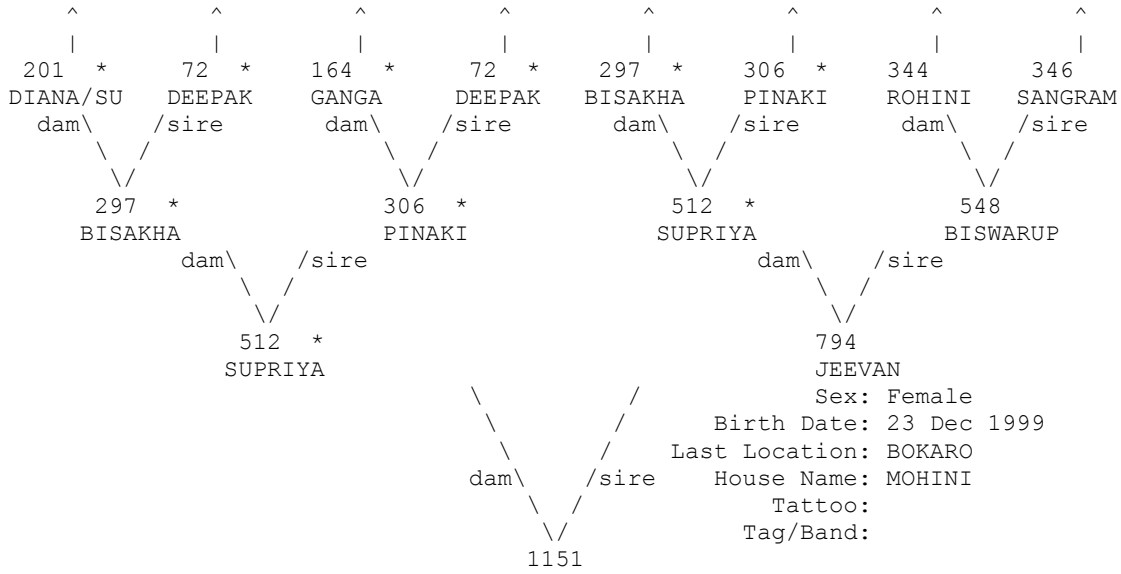 ^ ^ ^ ^ ^ ^ ^ ^
| | | | | | | |
201 * 72 * 164 * 72 * 297 * 306 * 344 346
DIANA/SU DEEPAK GANGA DEEPAK BISAKHA PINAKI ROHINI SANGRAM
dam\ /sire dam\ /sire dam\ /sire dam\ /sire
\ / \ / \ / \ /
\/ \/ \/ \/
297 * 306 * 512 * 548
BISAKHA PINAKI SUPRIYA BISWARUP
dam\ /sire dam\ /sire
\ / \ /
\/ \/
512 * 794
SUPRIYA JEEVAN
\ / Sex: Female
\ / Birth Date: 23 Dec 1999
\ / Last Location: BOKARO
dam\ /sire House Name: MOHINI
\ / Tattoo:
\/ Tag/Band:
1151